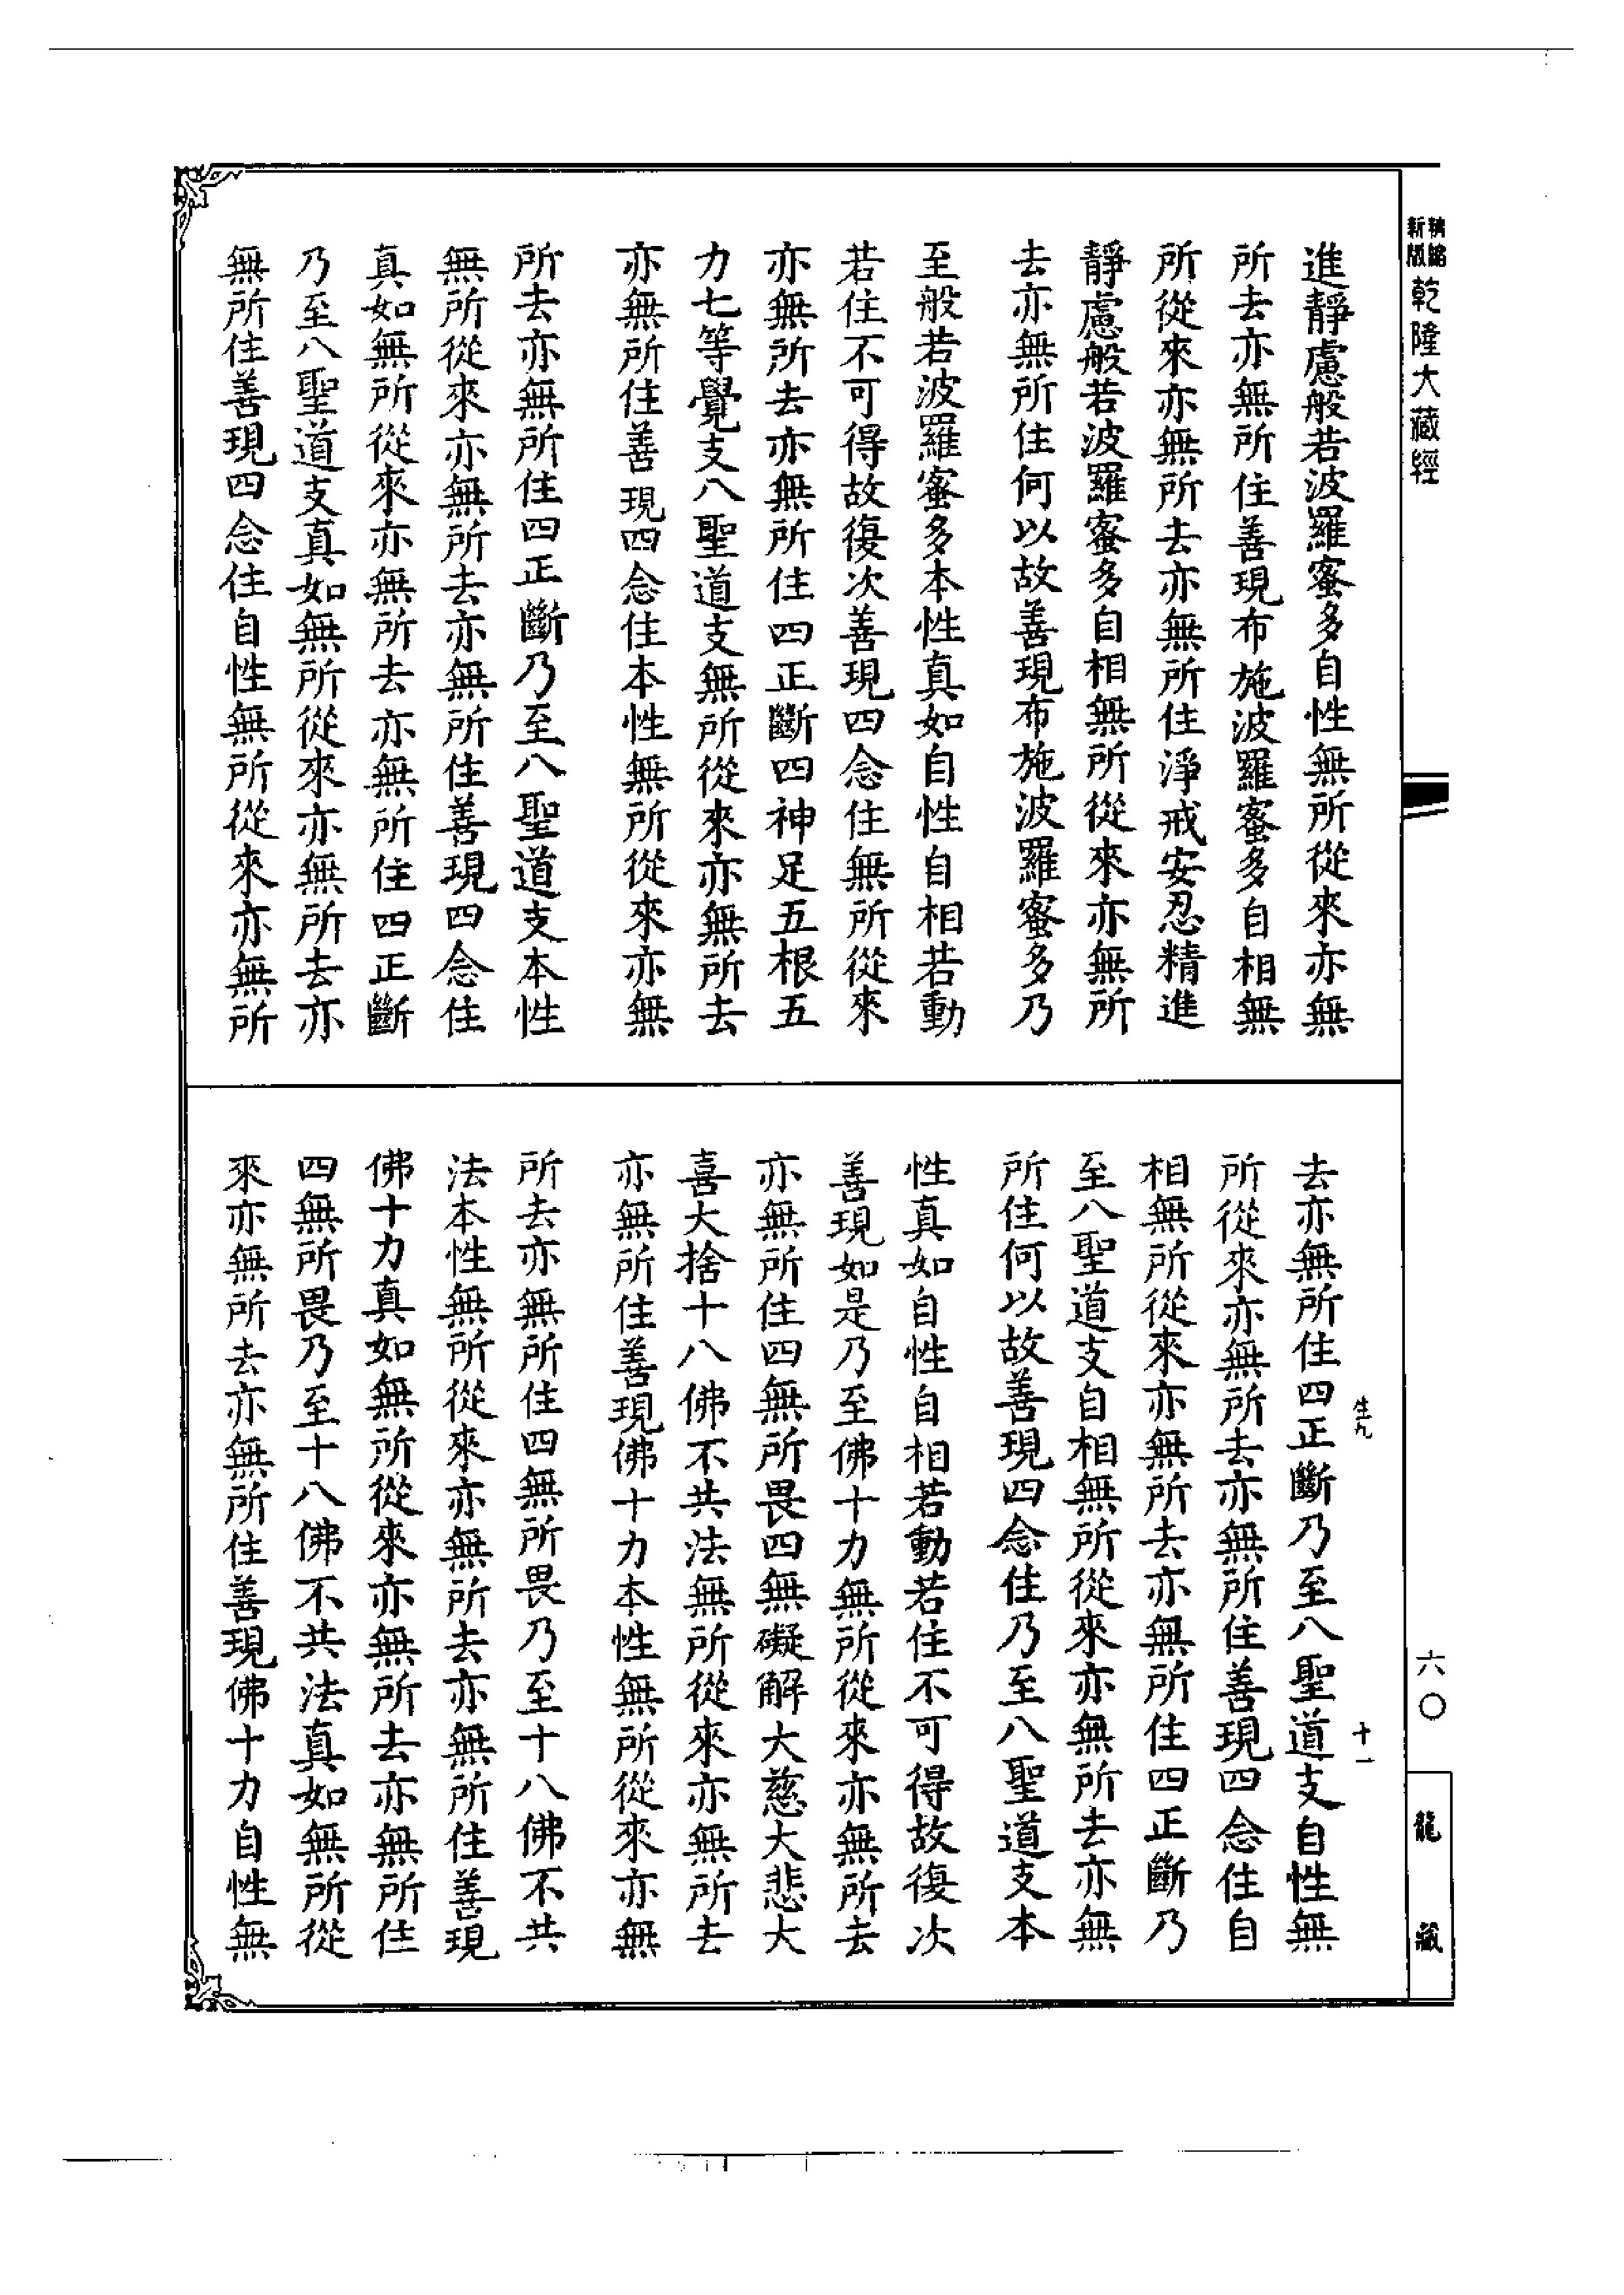 新版精縮
乾隆大藏經
進靜慮般若波羅蜜多自性無所從來亦無
所去亦無所住善現布施波羅蜜多自相無
所從來亦無所去亦無所住淨戒安忍精進
靜慮般若波羅蜜多自相無所從來亦無所
去亦無所住何以故善現布施波羅蜜多乃
至般若波羅蜜多本性真如自性自相若動
若住不可得故復次善現四念住無所從來
亦無所去亦無所住四正斷四神足五根五
力七等覺支八聖道支無所從來亦無所去
亦無所住善現四念住本性無所從來亦無
所去亦無所住四正斷乃至八聖道支本性
無所從來亦無所去亦無所住善現四念住
真如無所從來亦無所去亦無所住四正斷
乃至八聖道支真如無所從來亦無所去亦
無所住善現四念住自性無所從來亦無所
生九
十一
去亦無所住四正斷乃至八聖道支自性無
所從來亦無所去亦無所住善現四念住自
相無所從來亦無所去亦無所住四正斷乃
至八聖道支自相無所從來亦無所去亦無
所住何以故善現四念住乃至八聖道支本
性真如自性自相若動若住不可得故復次
善現如是乃至佛十力無所從來亦無所去
亦無所住四無所畏四無礙解大慈大悲大
喜大捨十八佛不共法無所從來亦無所去
亦無所住善現佛十力本性無所從來亦無
所去亦無所住四無所畏乃至十八佛不共
法本性無所從來亦無所去亦無所住善現
佛十力真如無所從來亦無所去亦無所住
四無所畏乃至十八佛不共法真如無所從
來亦無所去亦無所住善現佛十力自性無
六〇
龍藏